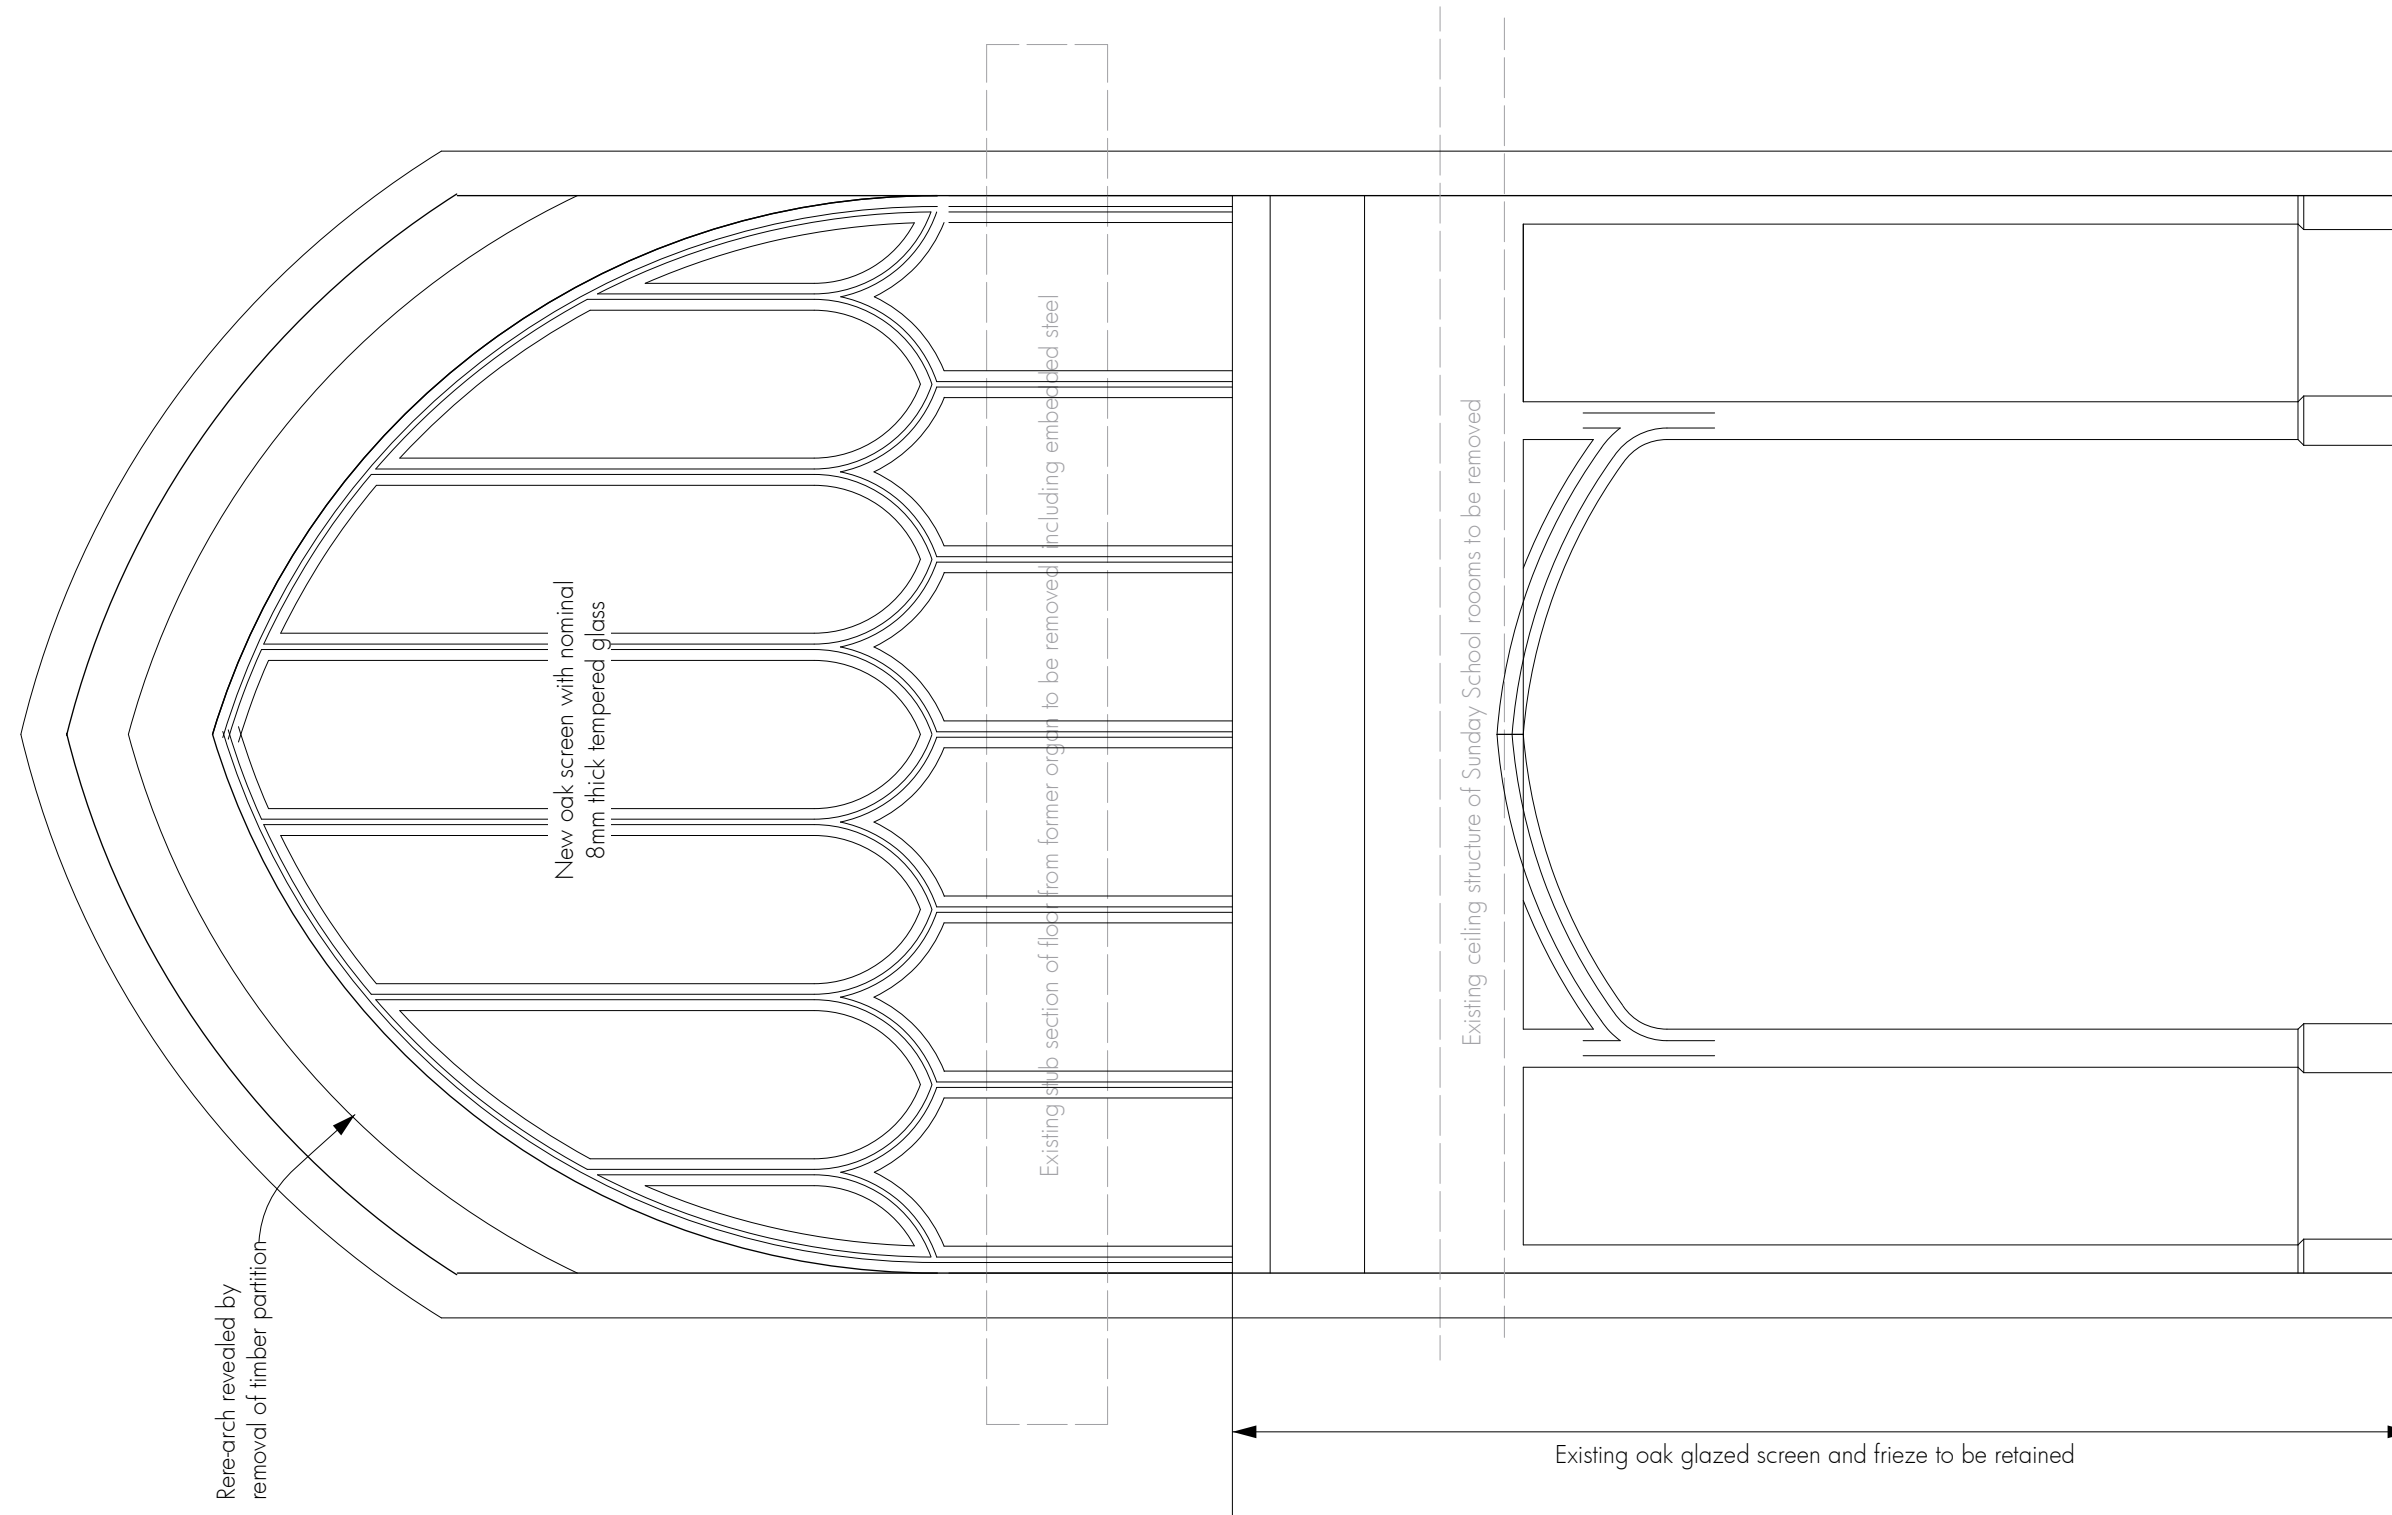 Rere-arch revealed by
removal of timber partition
New oak screen with nominal
8mm thick tempered glass
Existing stub section of floor from former organ to be removed including embedded steel
Existing ceiling structure of Sunday School roooms to be removed
Existing oak glazed screen and frieze to be retained